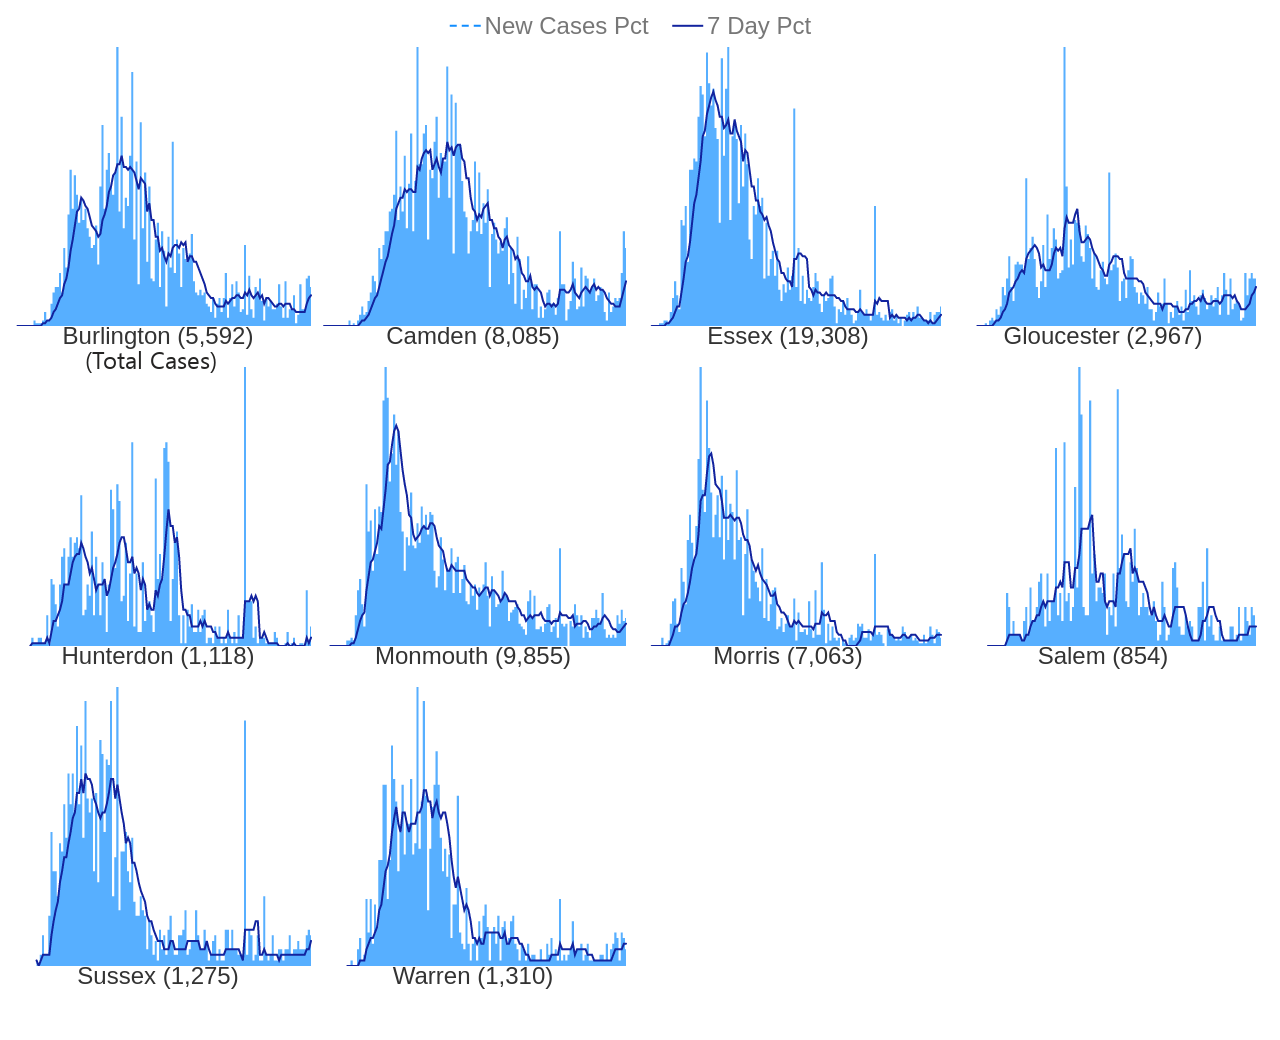 New Cases Pct 7 Day Pct
Burlington (5,592) Camden (8,085) Essex (19,308) Gloucester (2,967)
(Total Cases)
Hunterdon (1,118) Monmouth (9,855) Morris (7,063) Salem (854)
Sussex (1,275) Warren (1,310)